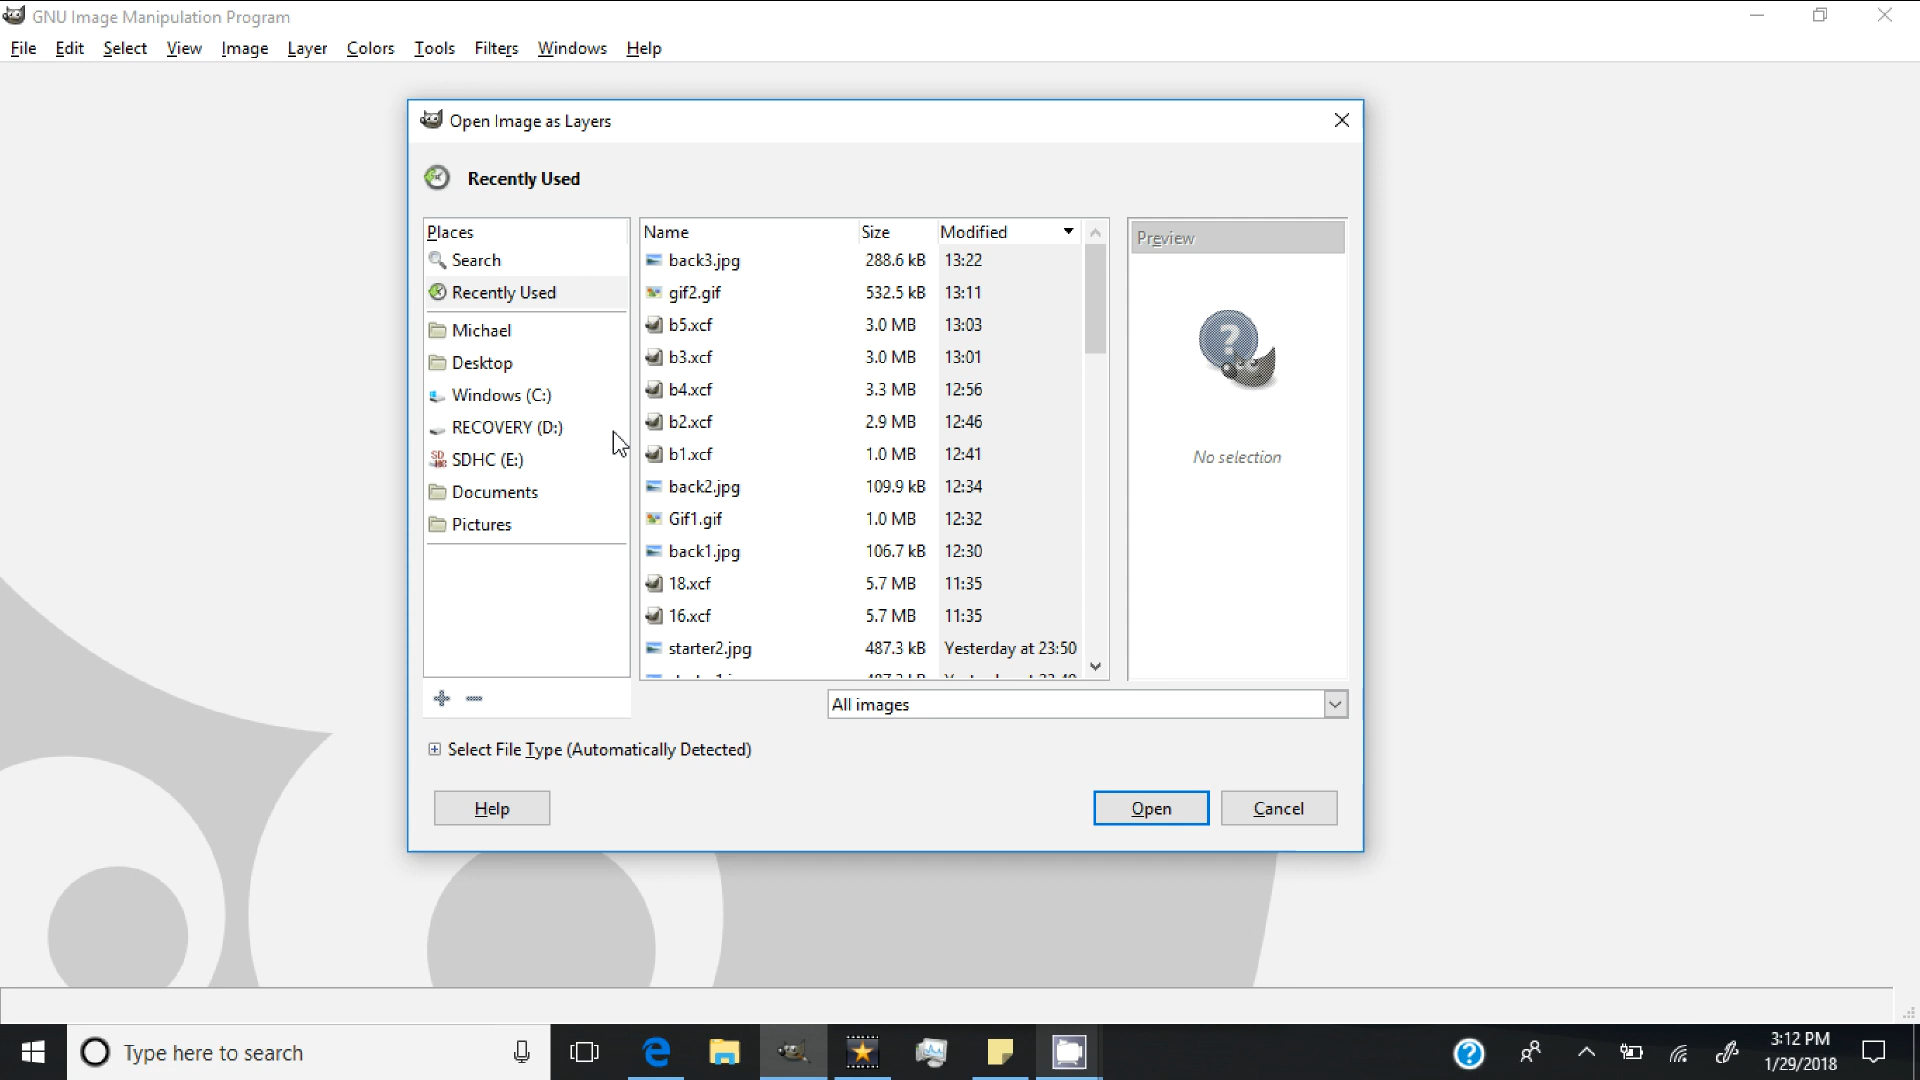 GNU Image Manipulation Program
File Edit Select View Image Layer Colors Tools Filters Windows Help
Open Image as Layers
Recently Used
Places
Search
Recently Used
Michael
Desktop
Windows (C:)
RECOVERY (D:)
SDHC (E:)
Documents
Pictures
Name Size Modified
back3.jpg 288.6 kB 13:22
gif2.gif 532.5 kB 13:11
b5.xcf 3.0 MB 13:03
b3.xcf 3.0 MB 13:01
b4.xcf 3.3 MB 12:56
b2.xcf 2.9 MB 12:46
b1.xcf 1.0 MB 12:41
back2.jpg 109.9 kB 12:34
Gif1.gif 1.0 MB 12:32
back1.jpg 106.7 kB 12:30
18.xcf 5.7 MB 11:35
16.xcf 5.7 MB 11:35
starter2.jpg 487.3 kB Yesterday at 23:50
Preview
No selection
All images
Select File Type (Automatically Detected)
Help Open Cancel
Type here to search
3:12 PM
1/29/2018